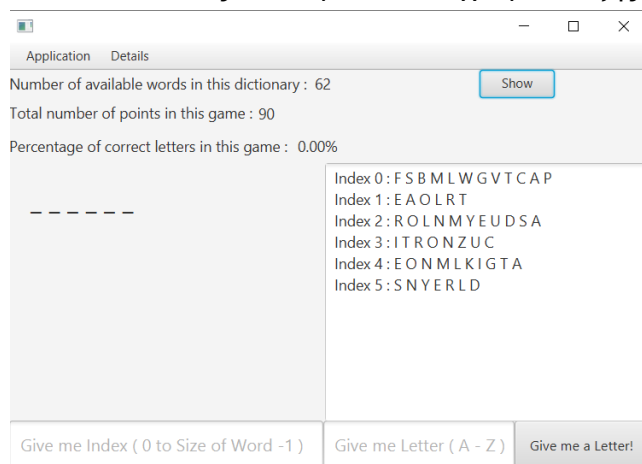 Application Details
Number of available words in this dictionary : 62 Show
Total number of points in this game : 90
Percentage of correct letters in this game : 0.00%
_ _ _ _ _ _
Index 0 : F S B M L W G V T C A P
Index 1 : E A O L R T
Index 2 : R O L N M Y E U D S A
Index 3 : I T R O N Z U C
Index 4 : E O N M L K I G T A
Index 5 : S N Y E R L D
Give me Index ( 0 to Size of Word -1 ) Give me Letter ( A - Z ) Give me a Letter!